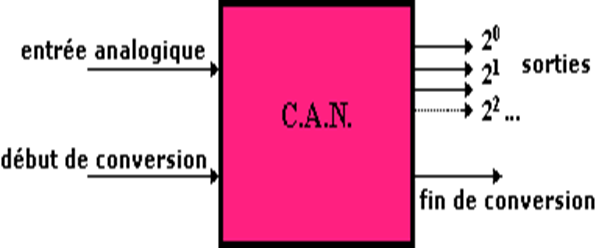 entrée analogique
début de conversion
C.A.N.
2⁰
2¹
2² ...
sorties
fin de conversion